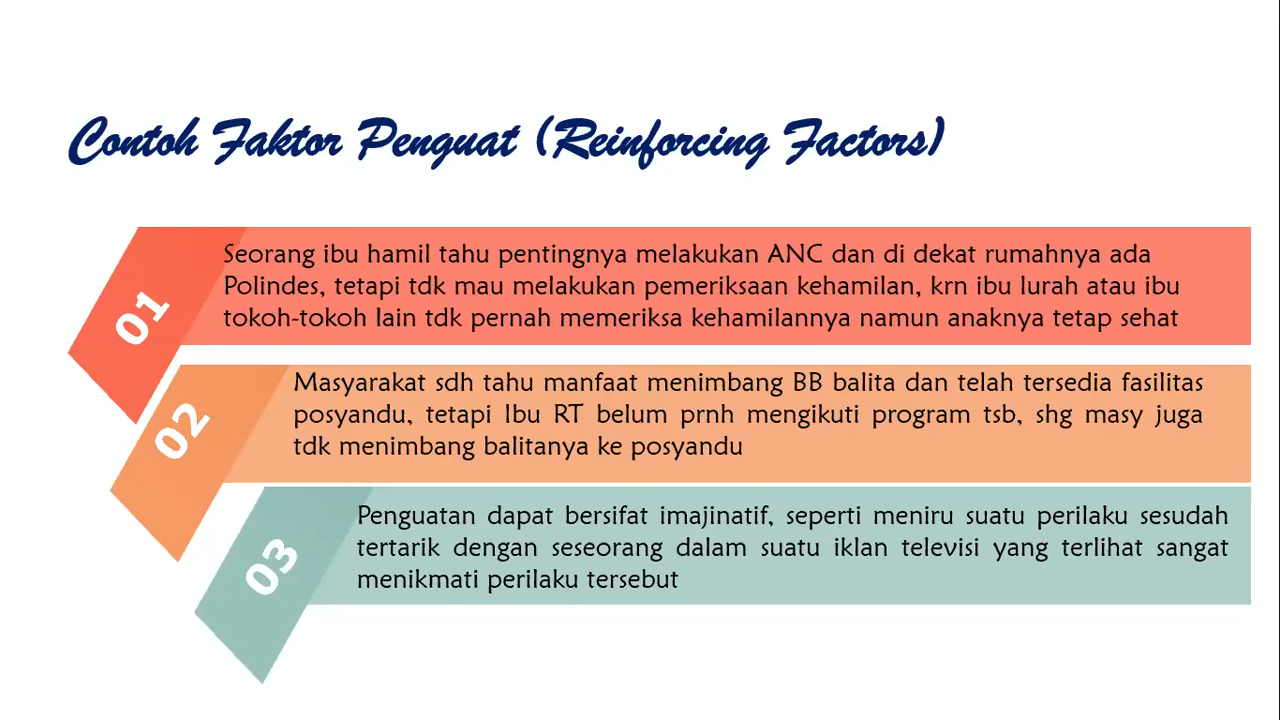 Contoh Faktor Penguat (Reinforcing Factors)
01
Seorang ibu hamil tahu pentingnya melakukan ANC dan di dekat rumahnya ada
Polindes, tetapi tdk mau melakukan pemeriksaan kehamilan, krn ibu lurah atau ibu
tokoh-tokoh lain tdk pernah memeriksa kehamilannya namun anaknya tetap sehat
02
Masyarakat sdh tahu manfaat menimbang BB balita dan telah tersedia fasilitas
posyandu, tetapi Ibu RT belum prnh mengikuti program tsb, shg masy juga
tdk menimbang balitanya ke posyandu
03
Penguatan dapat bersifat imajinatif, seperti meniru suatu perilaku sesudah
tertarik dengan seseorang dalam suatu iklan televisi yang terlihat sangat
menikmati perilaku tersebut